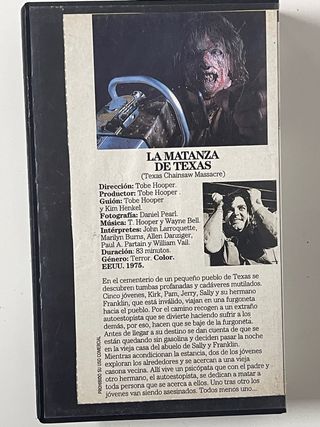 LA MATANZA
DE TEXAS
(Texas Chainsaw Massacre)
Dirección: Tobe Hooper.
Productor: Tobe Hooper .
Guión: Tobe Hooper
y Kim Henkel.
Fotografía: Daniel Pearl.
Música: T. Hooper y Wayne Bell.
Intérpretes: John Larroquette,
Marilyn Burns, Allen Danziger,
Paul A. Partain y William Vail.
Duración: 83 minutos.
Género: Terror. Color.
EEUU. 1975.
En el cementerio de un pequeño pueblo de Texas se
descubren tumbas profanadas y cadáveres mutilados.
Cinco jóvenes, Kirk, Pam, Jerry, Sally y su hermano
Franklin, que está inválido, viajan en una furgoneta
hacia el pueblo. Por el camino recogen a un extraño
autoestopista que se divierte haciendo sufrir a los
demás, por eso, hacen que se baje de la furgoneta.
Antes de llegar a su destino se dan cuenta de que se
están quedando sin gasolina y deciden pasar la noche
en la vieja casa del abuelo de Sally y Franklin.
Mientras acondicionan la estancia, dos de los jóvenes
exploran los alrededores y se acercan a una vieja
casona vecina. Allí vive un psicópata que con el padre y
otro hermano, el autoestopista, se dedican a matar a
toda persona que se acerca a ellos. Uno tras otro los
jóvenes van siendo asesinados. Todos menos uno...
PROHIBIDO SU USO COMERCIAL